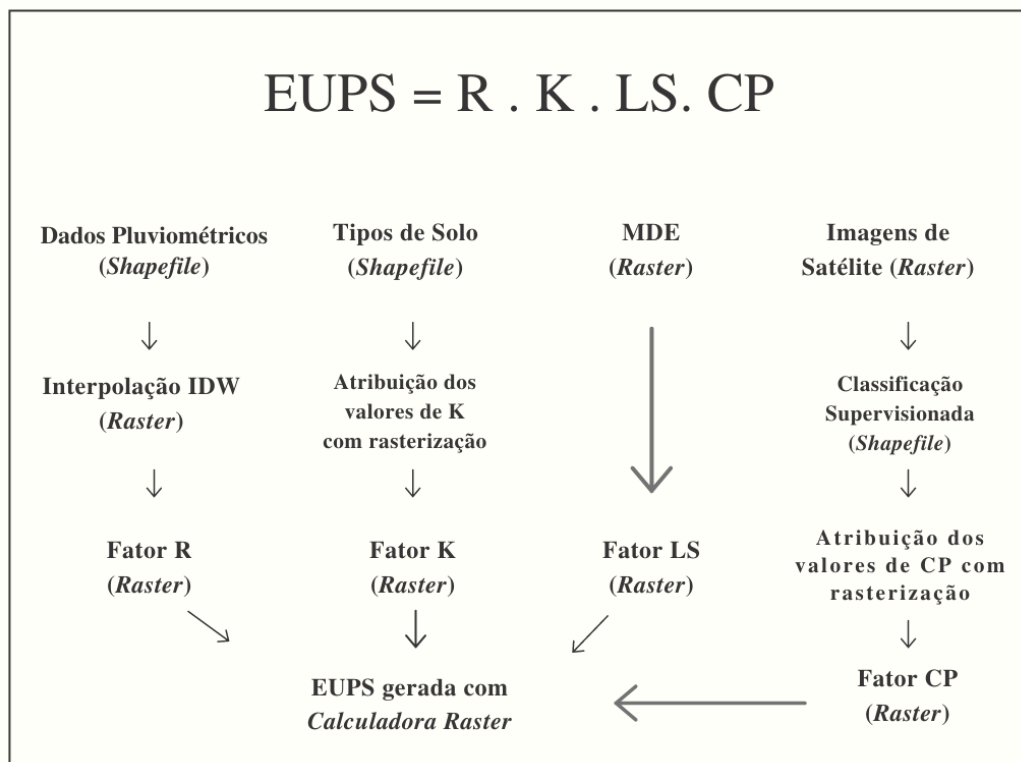 EUPS = R . K . LS. CP
Dados Pluviométricos
(Shapefile)
Interpolação IDW
(Raster)
Fator R
(Raster)
Tipos de Solo
(Shapefile)
Atribuição dos
valores de K
com rasterização
Fator K
(Raster)
MDE
(Raster)
Fator LS
(Raster)
Imagens de
Satélite (Raster)
Classificação
Supervisionada
(Shapefile)
Atribuição dos
valores de CP com
rasterização
Fator CP
(Raster)
EUPS gerada com
Calculadora Raster